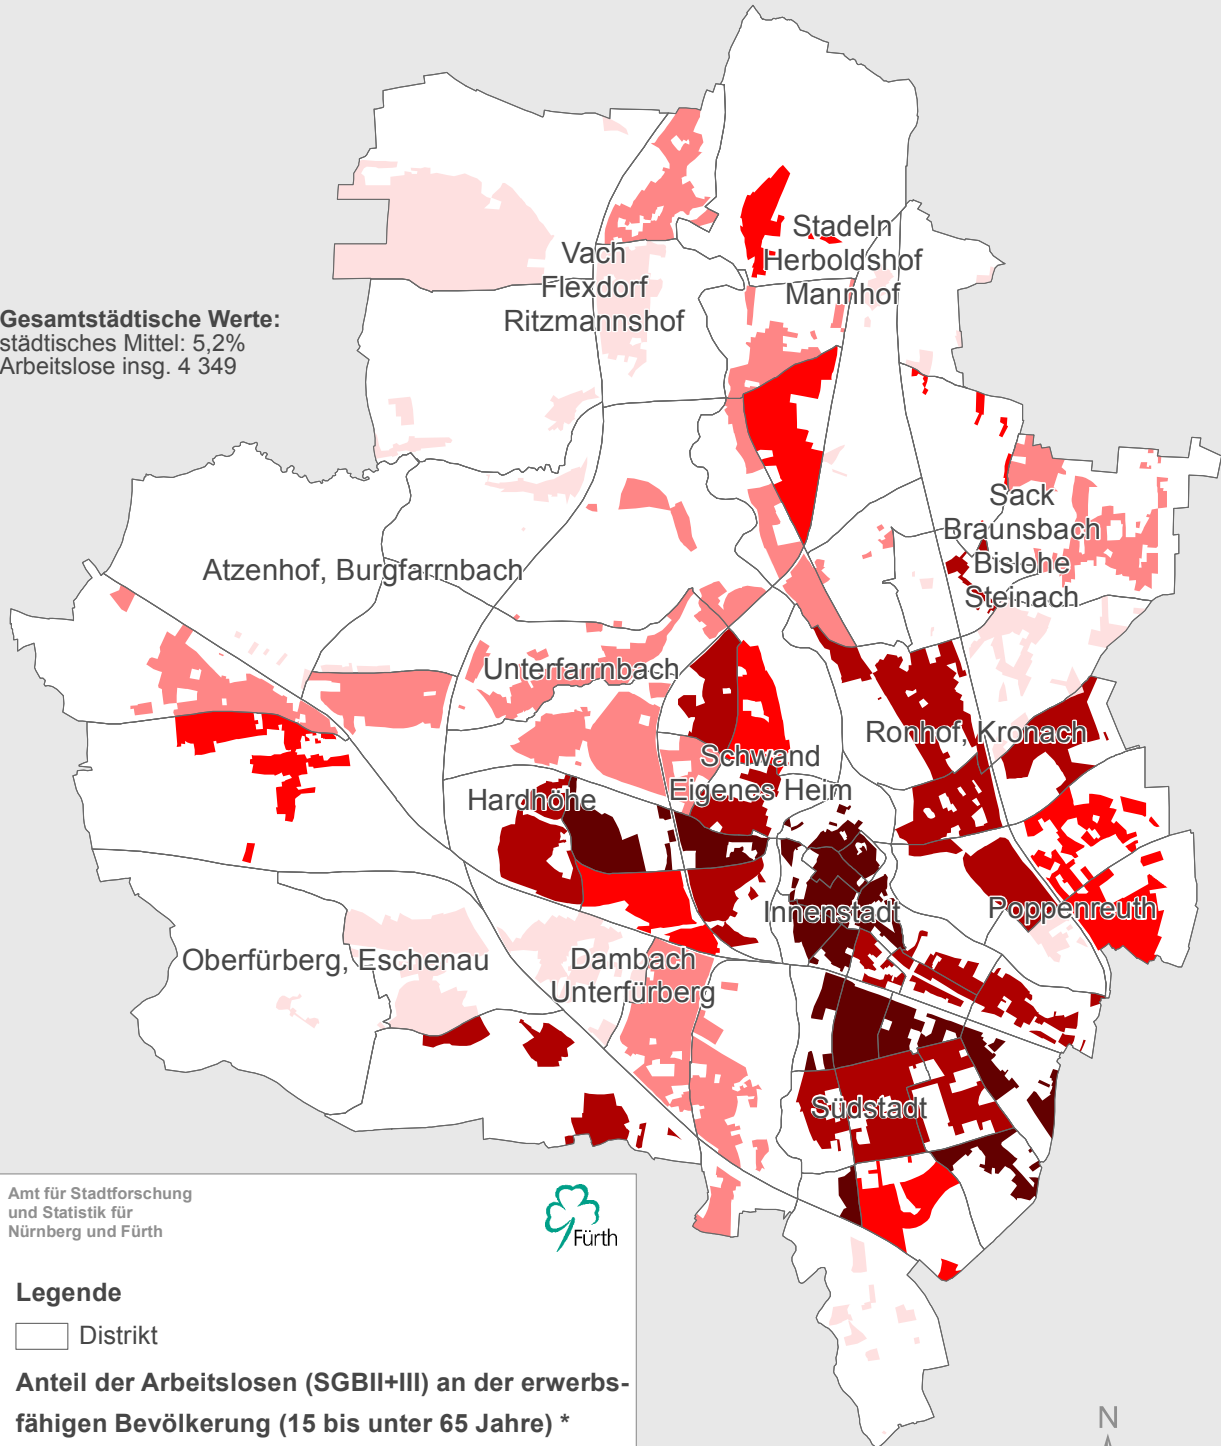 Stadeln
Herboldshof
Mannhof
Vach
Flexdorf
Ritzmannshof
Gesamtstädtische Werte:
städtisches Mittel: 5,2%
Arbeitslose insg. 4 349
Sack
Braunsbach
Bislohe
Steinach
Atzenhof, Burgfarrnbach
Unterfarrnbach
Ronhof, Kronach
Schwand
Eigenes Heim
Hardhöhe
Innenstadt
Poppenreuth
Oberfürberg, Eschenau
Dambach
Unterfürberg
Südstadt
Amt für Stadtforschung
und Statistik für
Nürnberg und Fürth
Fürth
Legende
Distrikt
Anteil der Arbeitslosen (SGBII+III) an der erwerbs-
fähigen Bevölkerung (15 bis unter 65 Jahre) *
N